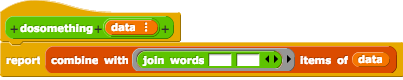 + dosomething + data ⋮ +
report combine with join words items of data